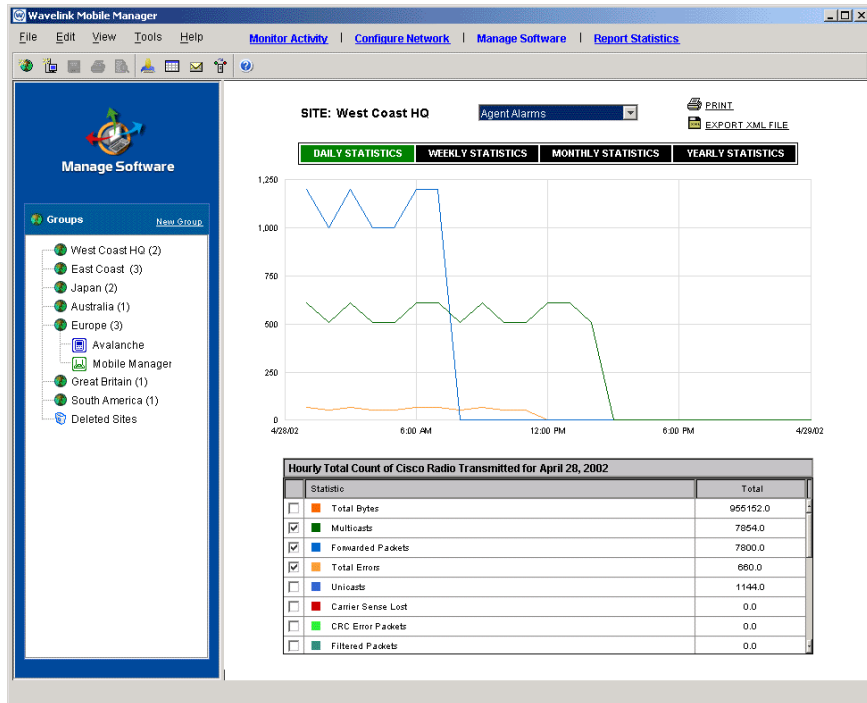 Wavelink Mobile Manager
File Edit View Tools Help Monitor Activity | Configure Network | Manage Software | Report Statistics
Manage Software
Groups New Group
West Coast HQ (2)
East Coast (3)
Japan (2)
Australia (1)
Europe (3)
Avalanche
Mobile Manager
Great Britain (1)
South America (1)
Deleted Sites
SITE: West Coast HQ Agent Alarms
PRINT
EXPORT XML FILE
DAILY STATISTICS WEEKLY STATISTICS MONTHLY STATISTICS YEARLY STATISTICS
1,250
1,000
750
500
250
0
4/28/02 6:00 AM 12:00 PM 6:00 PM 4/29/02
Hourly Total Count of Cisco Radio Transmitted for April 28, 2002
Statistic Total
Total Bytes 955152.0
Multicasts 7854.0
Forwarded Packets 7800.0
Total Errors 660.0
Unicasts 1144.0
Carrier Sense Lost 0.0
CRC Error Packets 0.0
Filtered Packets 0.0